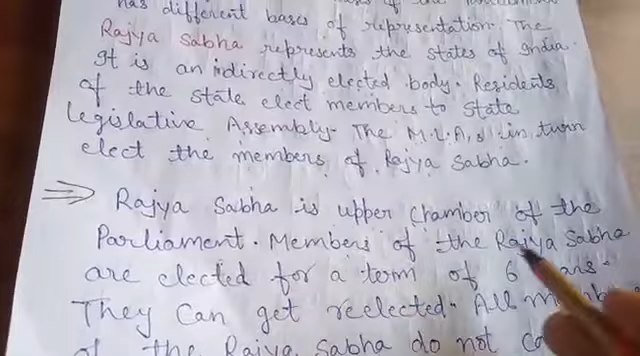 has different bases of representation. The
Rajya Sabha represents the states of India.
It is an indirectly elected body. Residents
of the state elect members to State
Legislative Assembly. The M.L.A,s in turn
elect the members of Rajya Sabha.
⇒ Rajya Sabha is upper Chamber of the
Parliament. Members of the Rajya Sabha
are elected for a term of 6
They can get reelected. All
of the Rajya Sabha do not